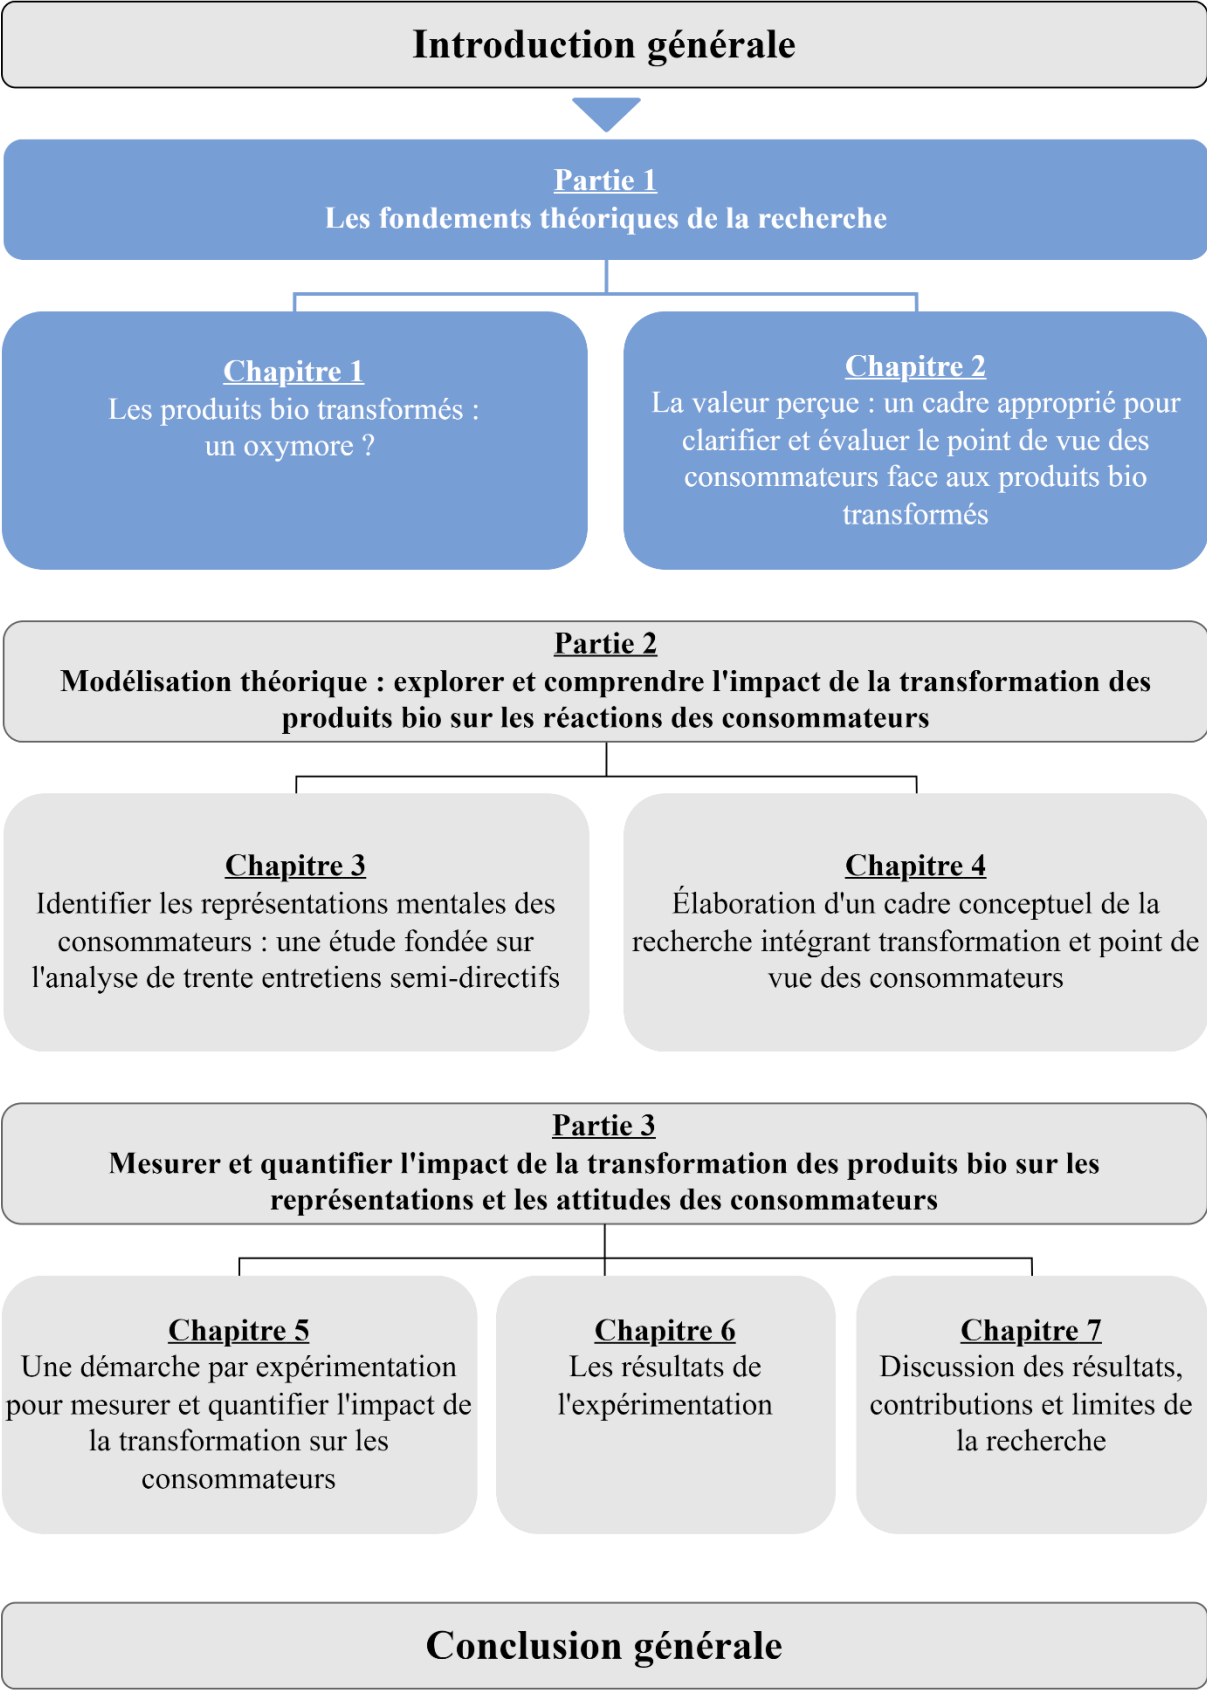 Introduction générale
Partie 1
Les fondements théoriques de la recherche
Chapitre 1
Les produits bio transformés :
un oxymore ?
Chapitre 2
La valeur perçue : un cadre approprié pour
clarifier et évaluer le point de vue des
consommateurs face aux produits bio
transformés
Partie 2
Modélisation théorique : explorer et comprendre l'impact de la transformation des
produits bio sur les réactions des consommateurs
Chapitre 3
Identifier les représentations mentales des
consommateurs : une étude fondée sur
l'analyse de trente entretiens semi-directifs
Chapitre 4
Élaboration d'un cadre conceptuel de la
recherche intégrant transformation et point de
vue des consommateurs
Partie 3
Mesurer et quantifier l'impact de la transformation des produits bio sur les
représentations et les attitudes des consommateurs
Chapitre 5
Une démarche par expérimentation
pour mesurer et quantifier l'impact de
la transformation sur les
consommateurs
Chapitre 6
Les résultats de
l'expérimentation
Chapitre 7
Discussion des résultats,
contributions et limites de
la recherche
Conclusion générale